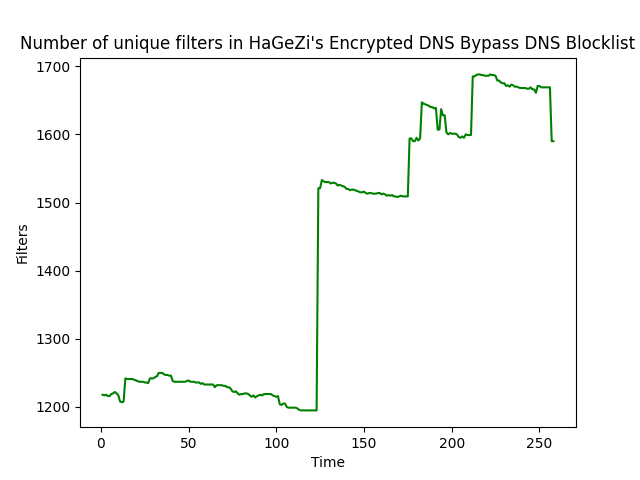 Number of unique filters in HaGeZi's Encrypted DNS Bypass DNS Blocklist
1700
1600
1500
1400
1300
1200
Filters
0 50 100 150 200 250
Time